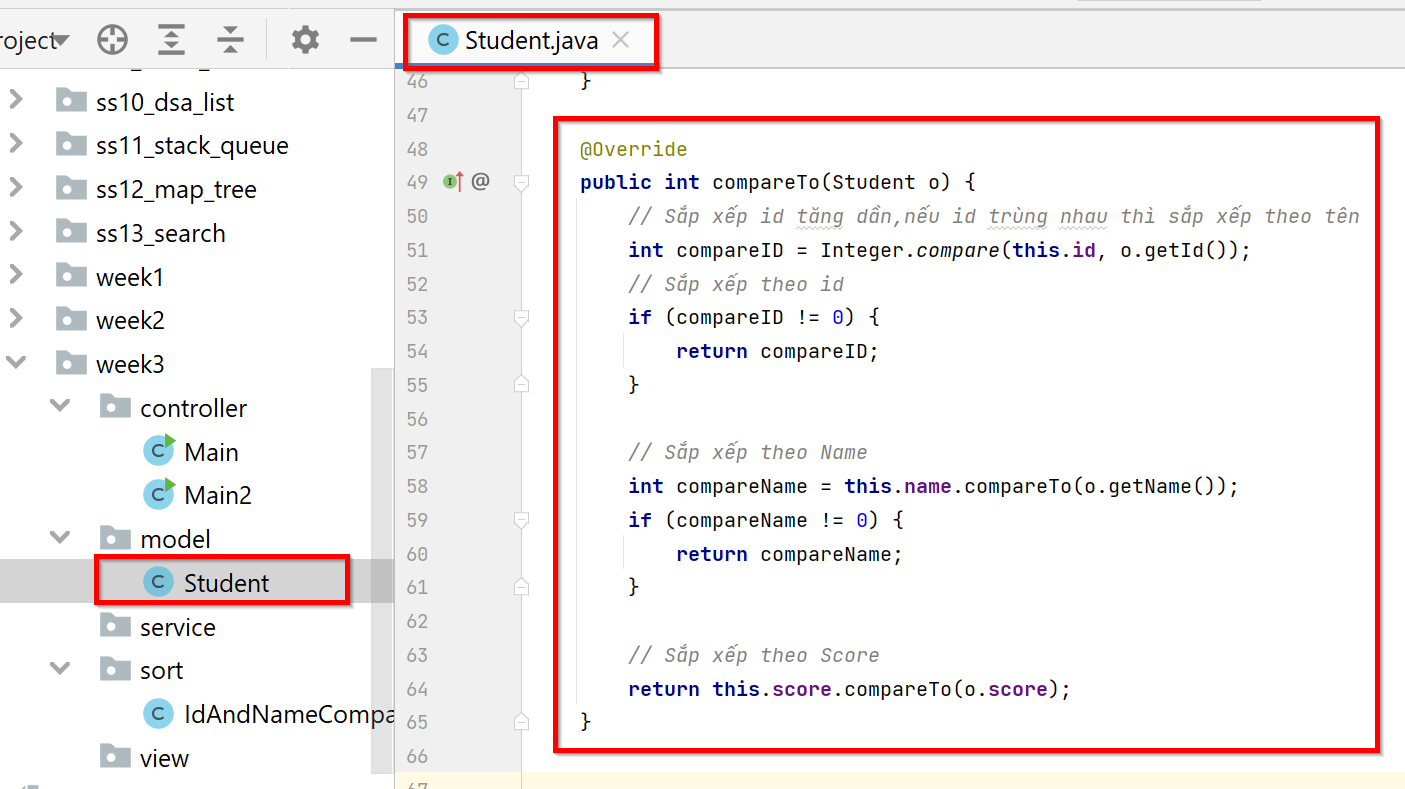 roject
Student.java
ss10_dsa_list
ss11_stack_queue
ss12_map_tree
ss13_search
week1
week2
week3
controller
Main
Main2
model
Student
service
sort
IdAndNameCompa
view
46 }
47
48 @Override
49 @ public int compareTo(Student o) {
50 // Sắp xếp id tăng dần,nếu id trùng nhau thì sắp xếp theo tên
51 int compareID = Integer.compare(this.id, o.getId());
52 // Sắp xếp theo id
53 if (compareID != 0) {
54 return compareID;
55 }
56
57 // Sắp xếp theo Name
58 int compareName = this.name.compareTo(o.getName());
59 if (compareName != 0) {
60 return compareName;
61 }
62
63 // Sắp xếp theo Score
64 return this.score.compareTo(o.score);
65 }
66
67